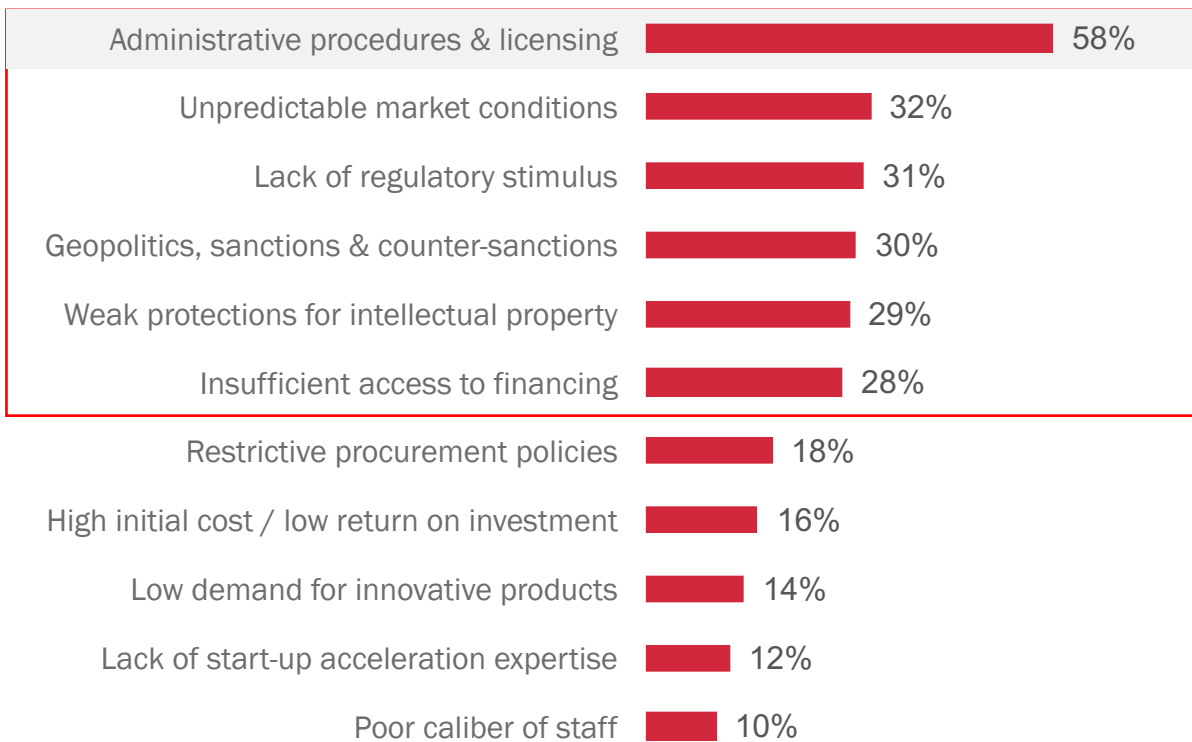 Administrative procedures & licensing 58%
Unpredictable market conditions 32%
Lack of regulatory stimulus 31%
Geopolitics, sanctions & counter-sanctions 30%
Weak protections for intellectual property 29%
Insufficient access to financing 28%
Restrictive procurement policies 18%
High initial cost / low return on investment 16%
Low demand for innovative products 14%
Lack of start-up acceleration expertise 12%
Poor caliber of staff 10%